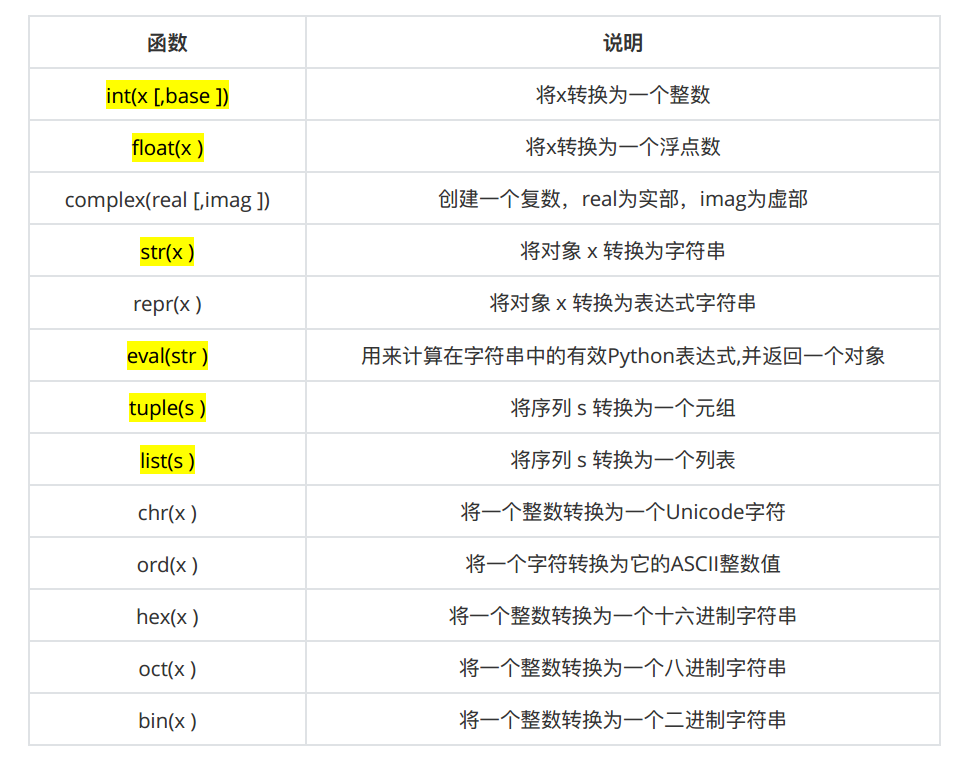 函数 说明
int(x [,base ]) 将x转换为一个整数
float(x ) 将x转换为一个浮点数
complex(real [,imag ]) 创建一个复数，real为实部，imag为虚部
str(x ) 将对象 x 转换为字符串
repr(x ) 将对象 x 转换为表达式字符串
eval(str ) 用来计算在字符串中的有效Python表达式,并返回一个对象
tuple(s ) 将序列 s 转换为一个元组
list(s ) 将序列 s 转换为一个列表
chr(x ) 将一个整数转换为一个Unicode字符
ord(x ) 将一个字符转换为它的ASCII整数值
hex(x ) 将一个整数转换为一个十六进制字符串
oct(x ) 将一个整数转换为一个八进制字符串
bin(x ) 将一个整数转换为一个二进制字符串